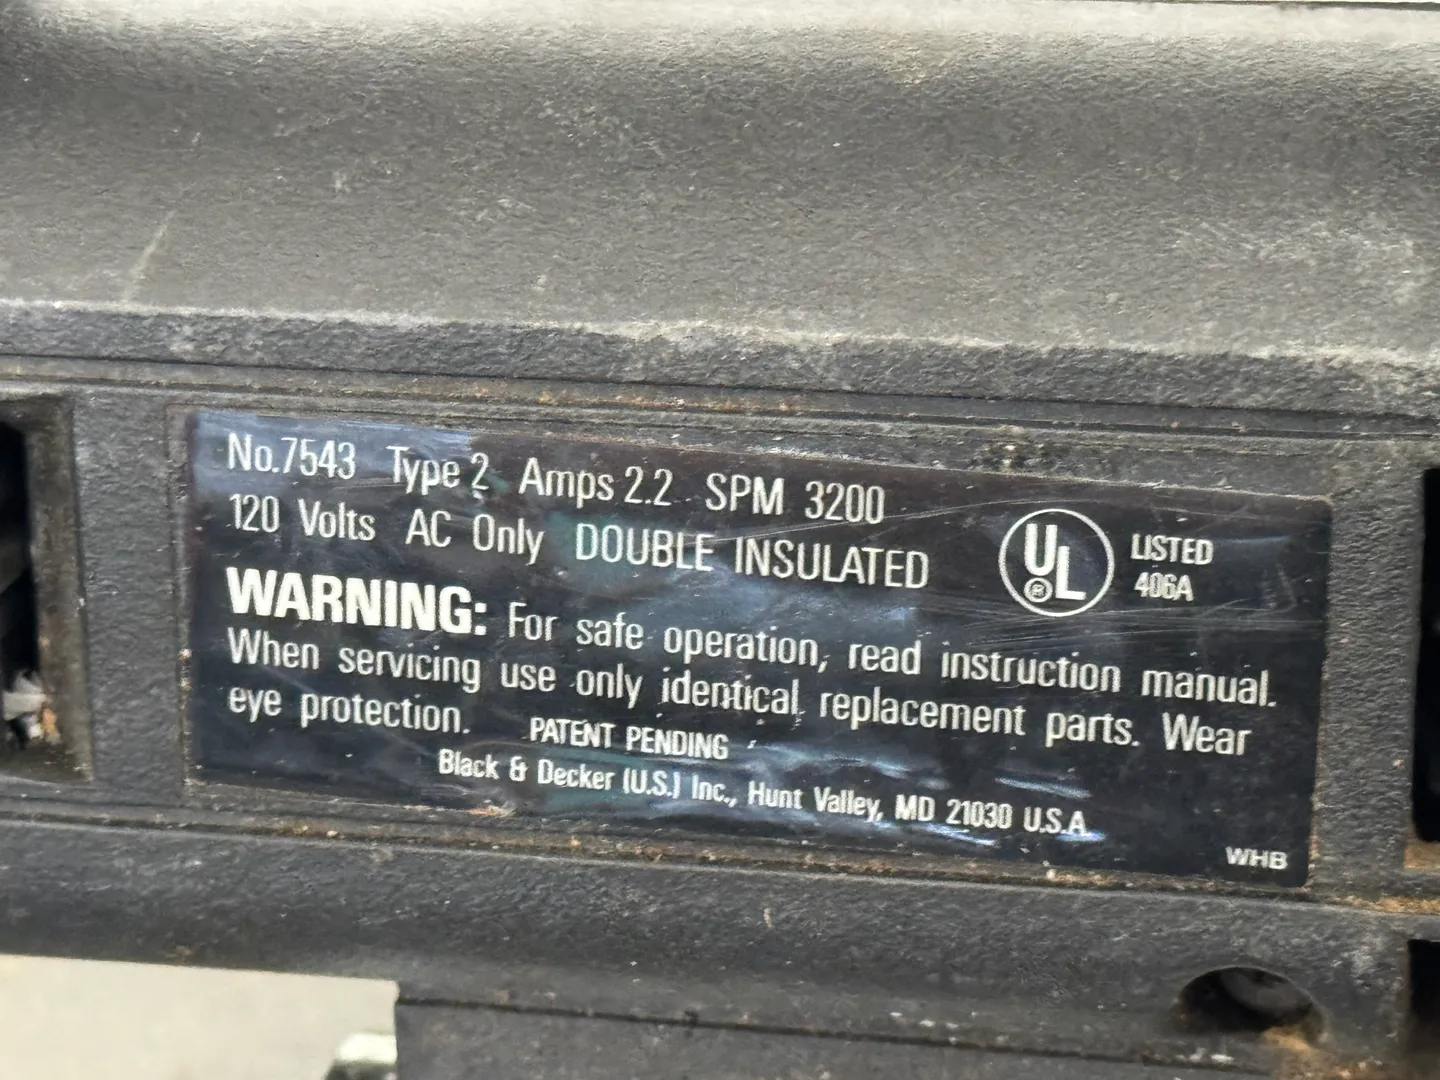 No.7543 Type 2 Amps 2.2 SPM 3200
120 Volts AC Only DOUBLE INSULATED
UL ®
LISTED
406A
WARNING: For safe operation, read instruction manual.
When servicing use only identical replacement parts. Wear
eye protection. PATENT PENDING
Black & Decker (U.S.) Inc., Hunt Valley, MD 21030 U.S.A.
WHB